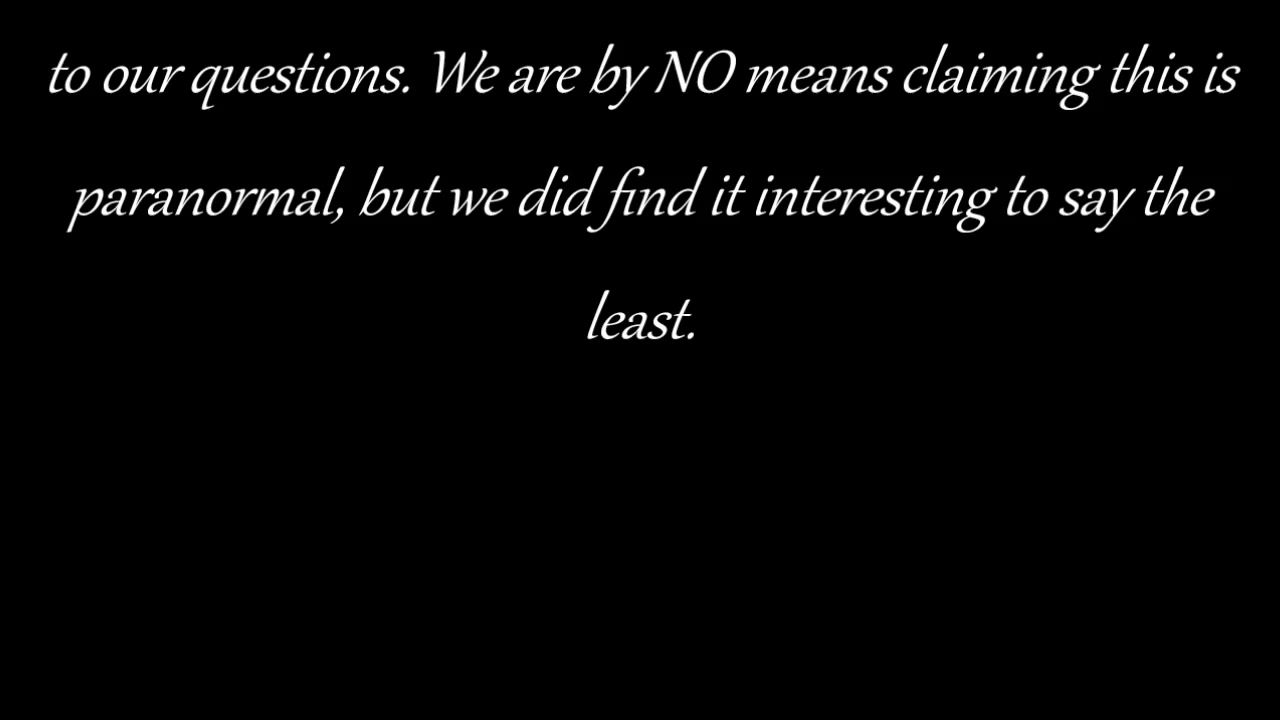 to our questions. We are by NO means claiming this is
paranormal, but we did find it interesting to say the
least.